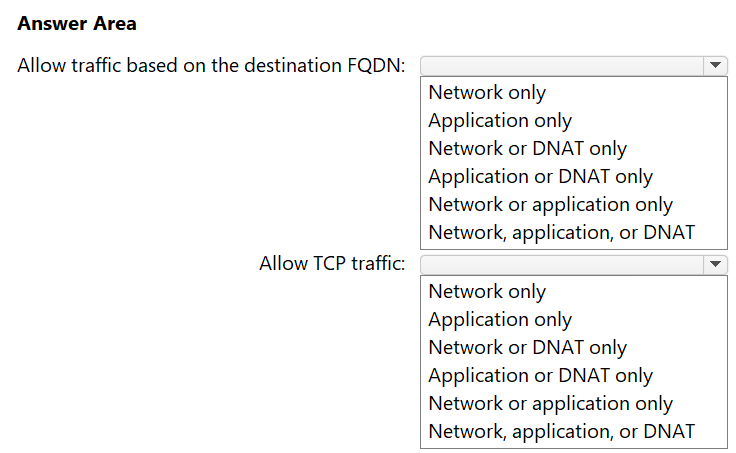 Answer Area
Allow traffic based on the destination FQDN:
Network only
Application only
Network or DNAT only
Application or DNAT only
Network or application only
Network, application, or DNAT
Allow TCP traffic:
Network only
Application only
Network or DNAT only
Application or DNAT only
Network or application only
Network, application, or DNAT